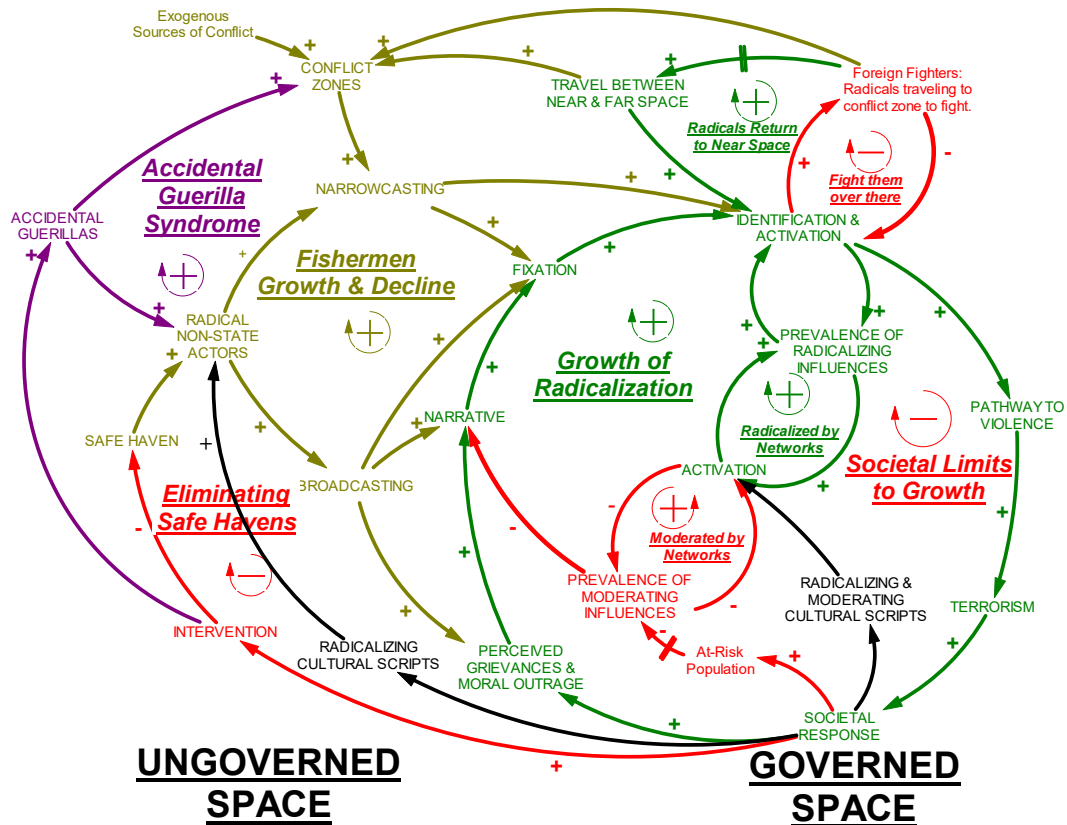 Exogenous
Sources of Conflict
CONFLICT
ZONES
TRAVEL BETWEEN
NEAR & FAR SPACE
Foreign Fighters:
Radicals traveling to
conflict zone to fight.
Radicals Return
to Near Space
Fight them
over there
Accidental
Guerilla
Syndrome
NARROWCASTING
ACCIDENTAL
GUERILLAS
IDENTIFICATION &
ACTIVATION
Fishermen
Growth & Decline
FIXATION
RADICAL
NON-STATE
ACTORS
PREVALENCE OF
RADICALIZING
INFLUENCES
Growth of
Radicalization
NARRATIVE
PATHWAY TO
VIOLENCE
SAFE HAVEN
Radicalized by
Networks
ACTIVATION
Societal Limits
to Growth
BROADCASTING
Eliminating
Safe Havens
Moderated by
Networks
PREVALENCE OF
MODERATING
INFLUENCES
RADICALIZING &
MODERATING
CULTURAL SCRIPTS
TERRORISM
INTERVENTION
RADICALIZING
CULTURAL SCRIPTS
PERCEIVED
GRIEVANCES &
MORAL OUTRAGE
At-Risk
Population
SOCIETAL
RESPONSE
UNGOVERNED
SPACE
GOVERNED
SPACE